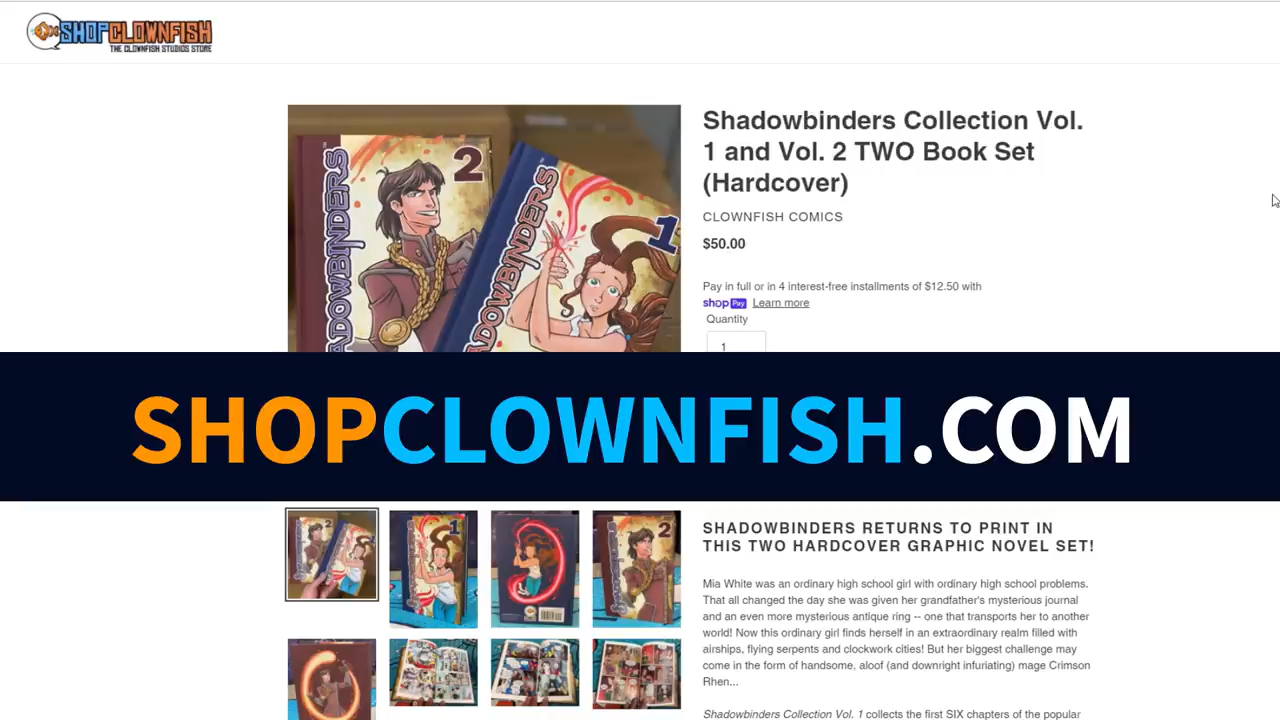 SHOPCLOWNFISH
THE CLOWNFISH STUDIOS STORE
Shadowbinders Collection Vol.
1 and Vol. 2 TWO Book Set
(Hardcover)
CLOWNFISH COMICS
$50.00
Pay in full or in 4 interest-free installments of $12.50 with
shop Pay Learn more
Quantity
1
2
SHADOWBINDERS
1
SHADOWBINDERS
SHOPCLOWNFISH.COM
2
1
2
SHADOWBINDERS RETURNS TO PRINT IN
THIS TWO HARDCOVER GRAPHIC NOVEL SET!
Mia White was an ordinary high school girl with ordinary high school problems.
That all changed the day she was given her grandfather's mysterious journal
and an even more mysterious antique ring -- one that transports her to another
world! Now this ordinary girl finds herself in an extraordinary realm filled with
airships, flying serpents and clockwork cities! But her biggest challenge may
come in the form of handsome, aloof (and downright infuriating) mage Crimson
Rhen...
Shadowbinders Collection Vol. 1 collects the first SIX chapters of the popular